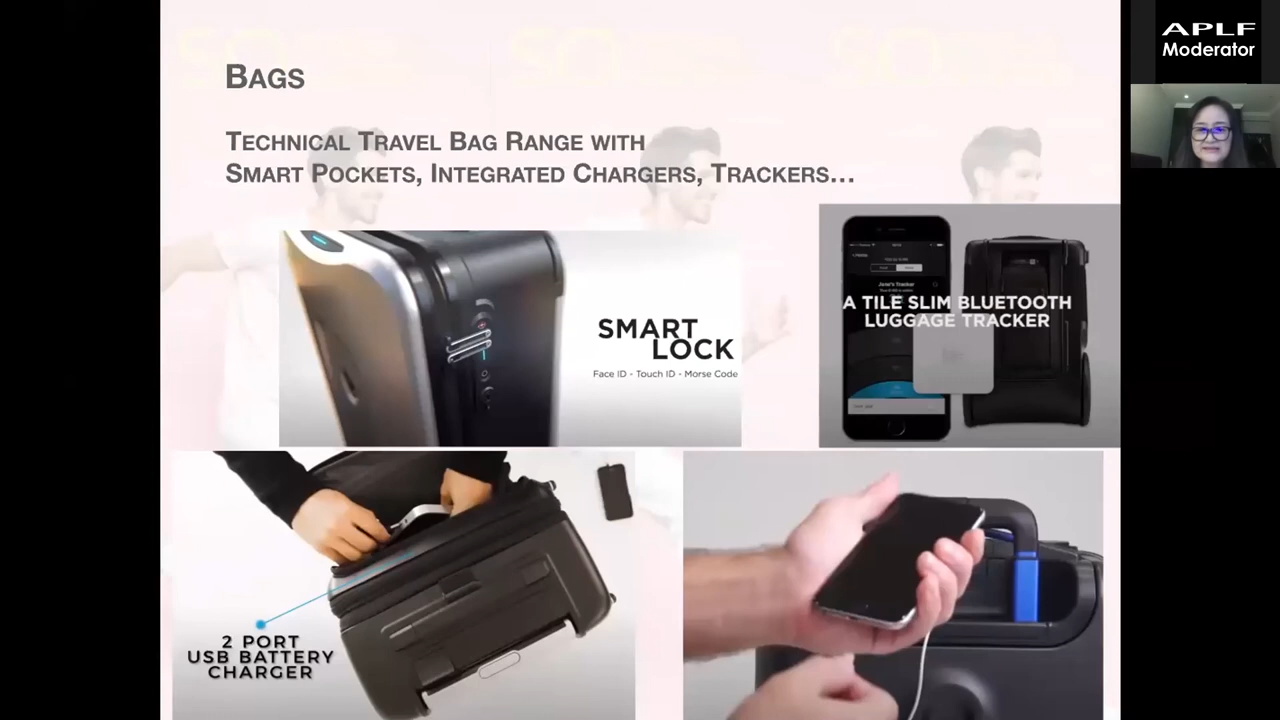 BAGS
TECHNICAL TRAVEL BAG RANGE WITH
SMART POCKETS, INTEGRATED CHARGERS, TRACKERS...
SMART
LOCK
Face ID - Touch ID - Morse Code
A TILE SLIM BLUETOOTH
LUGGAGE TRACKER
2 PORT
USB BATTERY
CHARGER
APLF
Moderator